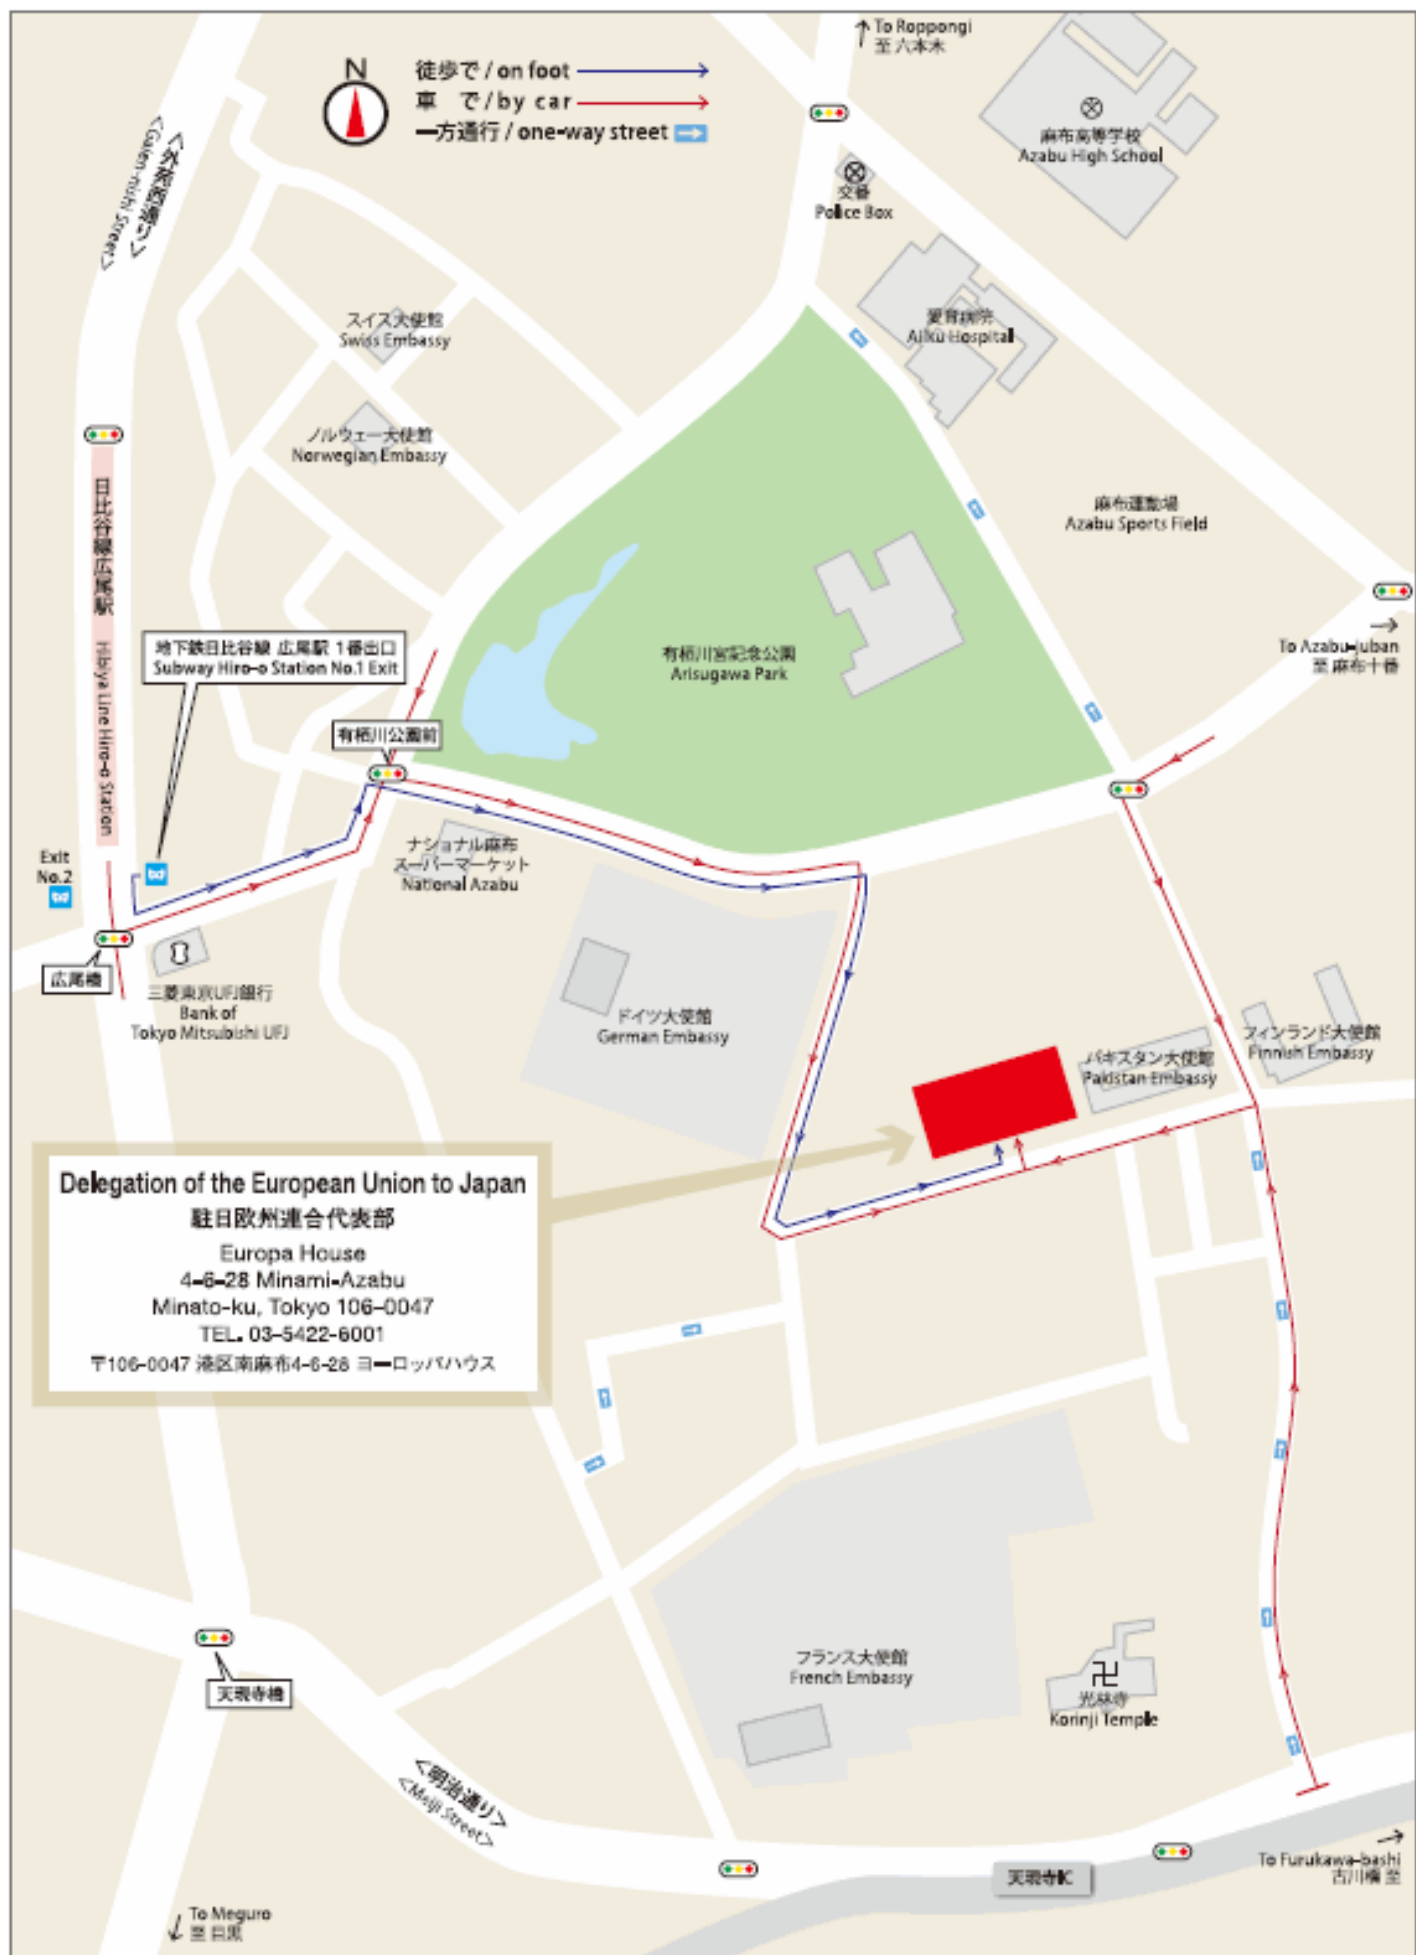 N
徒歩で / on foot
車　で / by car
一方通行 / one-way street
To Roppongi
至 六本木
麻布高等学校
Azabu High School
交番
Police Box
<外苑西通り>
<Gaien-nishi Street>
愛育病院
Aiiku Hospital
スイス大使館
Swiss Embassy
ノルウェー大使館
Norwegian Embassy
麻布運動場
Azabu Sports Field
日比谷線広尾駅
Hibiya Line Hiro-o Station
地下鉄日比谷線 広尾駅 1番出口
Subway Hiro-o Station No.1 Exit
有栖川宮記念公園
Arisugawa Park
To Azabu-juban
至 麻布十番
有栖川公園前
ナショナル麻布
スーパーマーケット
National Azabu
Exit
No.2
広尾橋
三菱東京UFJ銀行
Bank of
Tokyo Mitsubishi UFJ
ドイツ大使館
German Embassy
パキスタン大使館
Pakistan Embassy
フィンランド大使館
Finnish Embassy
Delegation of the European Union to Japan
駐日欧州連合代表部
Europa House
4-6-28 Minami-Azabu
Minato-ku, Tokyo 106-0047
TEL. 03-5422-6001
〒106-0047 港区南麻布4-6-28 ヨーロッパハウス
天現寺橋
フランス大使館
French Embassy
光林寺
Korinji Temple
<明治通り>
<Meiji Street>
天現寺IC
To Furukawa-bashi
古川橋 至
To Meguro
至 目黒